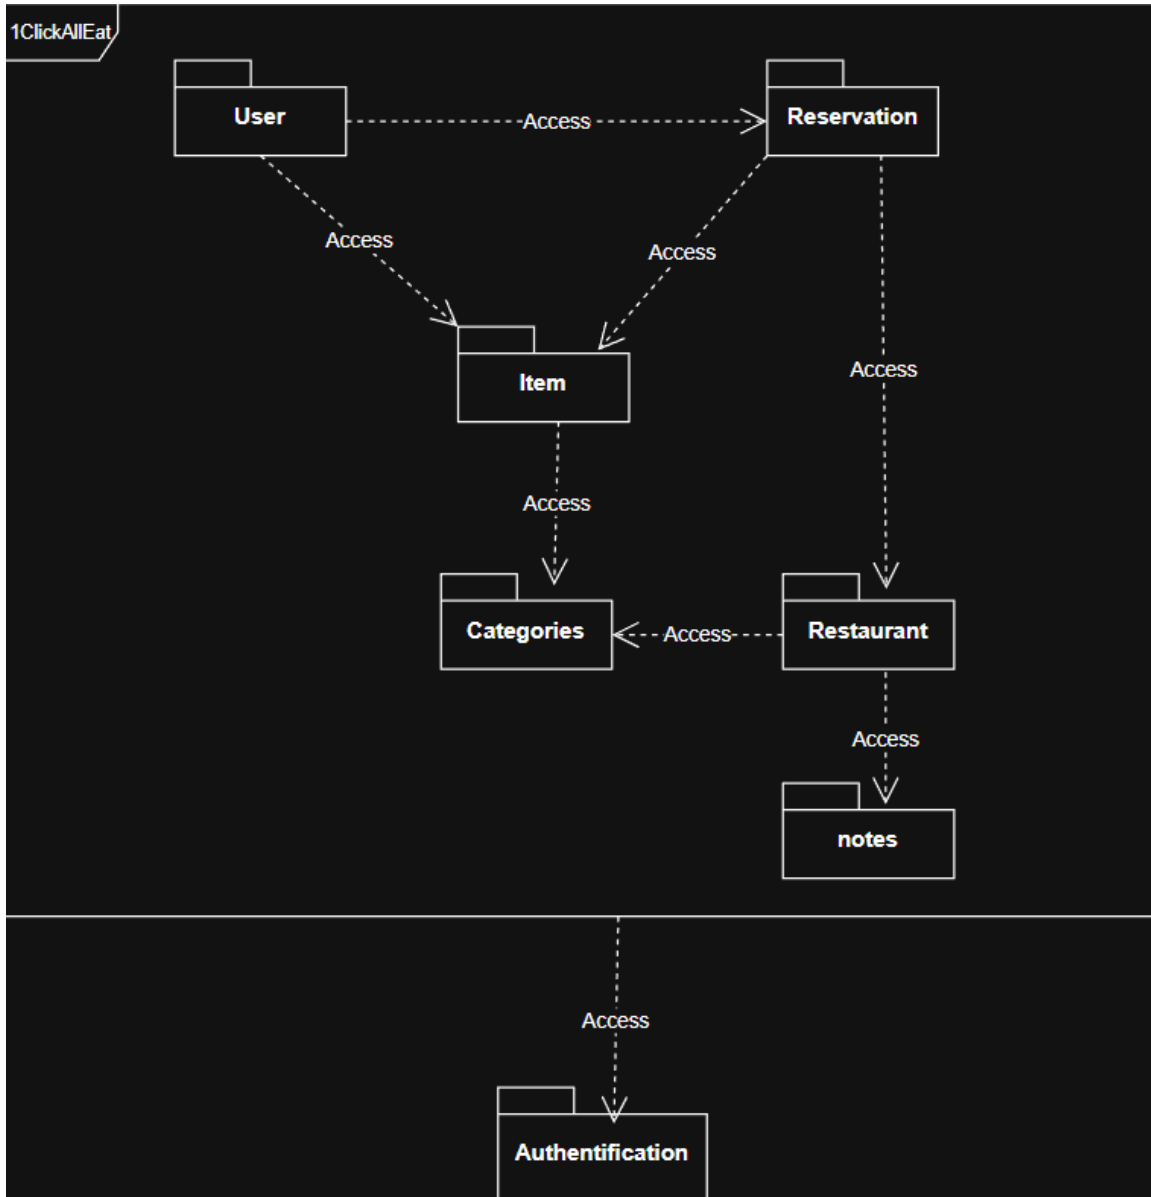 1ClickAllEat
User
Access
Reservation
Access
Access
Item
Access
Access
Categories
Access
Restaurant
Access
notes
Access
Authentification